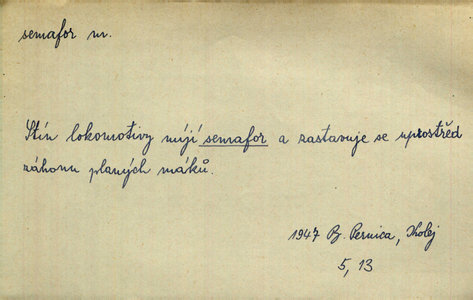 semafor m.
Stín lokomotivy míjí semafor a zastavuje se uprostřed
záhonu planých máků.
1947 B. Pernica, Kolej
5, 13